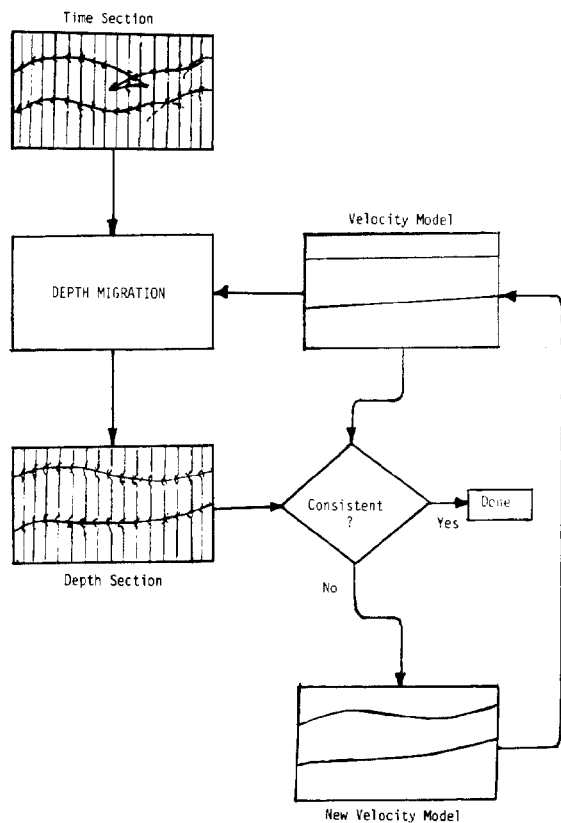 Time Section
Velocity Model
DEPTH MIGRATION
Consistent
?
Done
Yes
Depth Section
No
New Velocity Model